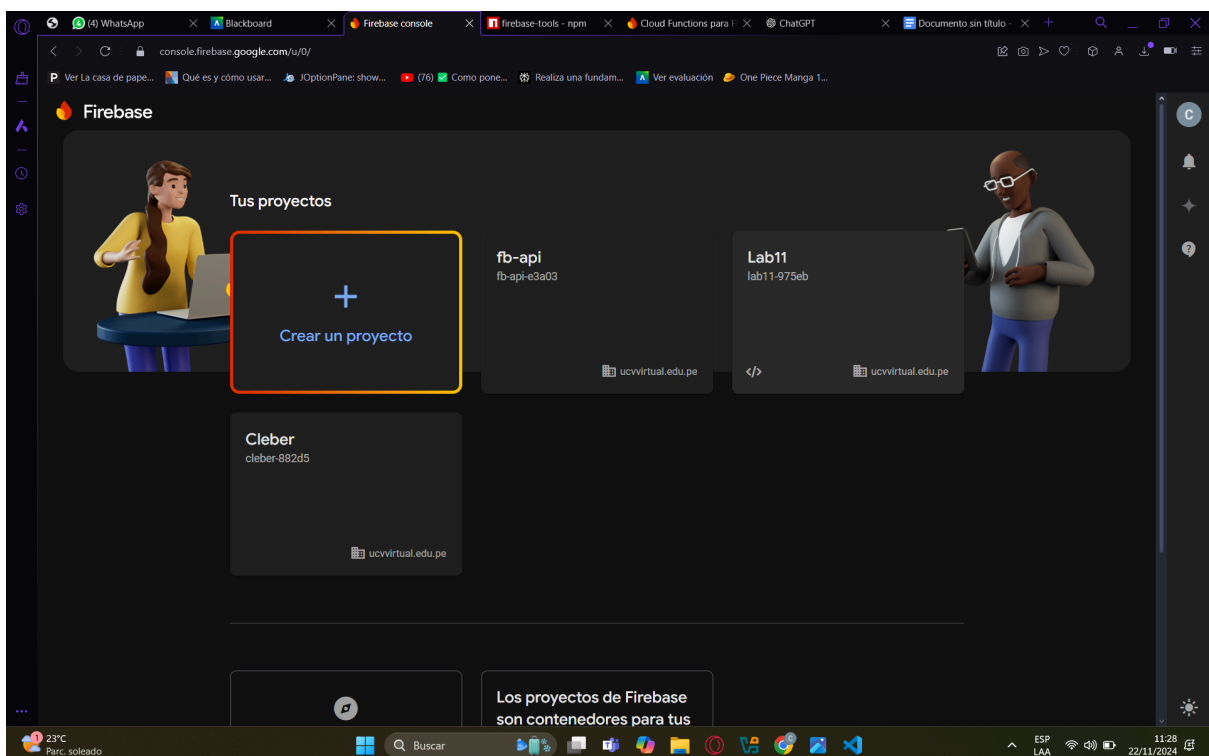 (4) WhatsApp
Blackboard
Firebase console
firebase-tools - npm
Cloud Functions para Fi
ChatGPT
Documento sin título -
console.firebase.google.com/u/0/
P Ver La casa de pape...
Qué es y cómo usar...
JOptionPane: show...
(76) ✅ Como pone...
Realiza una fundam...
Ver evaluación
One Piece Manga 1...
Firebase
C
Tus proyectos
+
Crear un proyecto
fb-api
fb-api-e3a03
ucvvirtual.edu.pe
Lab11
lab11-975eb
</>
ucvvirtual.edu.pe
Cleber
cleber-882d5
ucvvirtual.edu.pe
Los proyectos de Firebase
son contenedores para tus
1
23°C
Parc. soleado
Buscar
ESP
LAA
11:28
22/11/2024